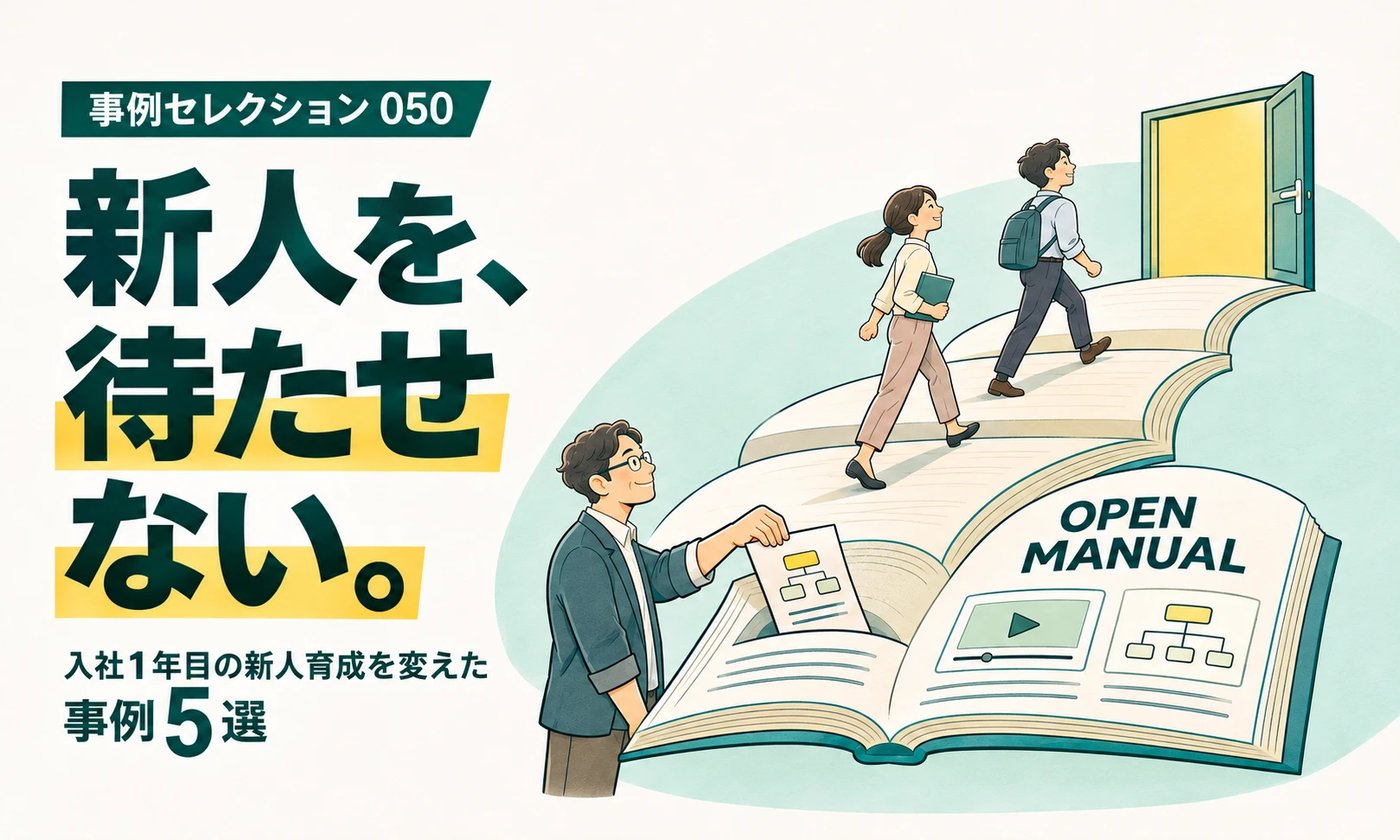 事例セレクション 050
新人を、
待たせ
ない。
入社1年目の新人育成を変えた
事例5選
OPEN
MANUAL